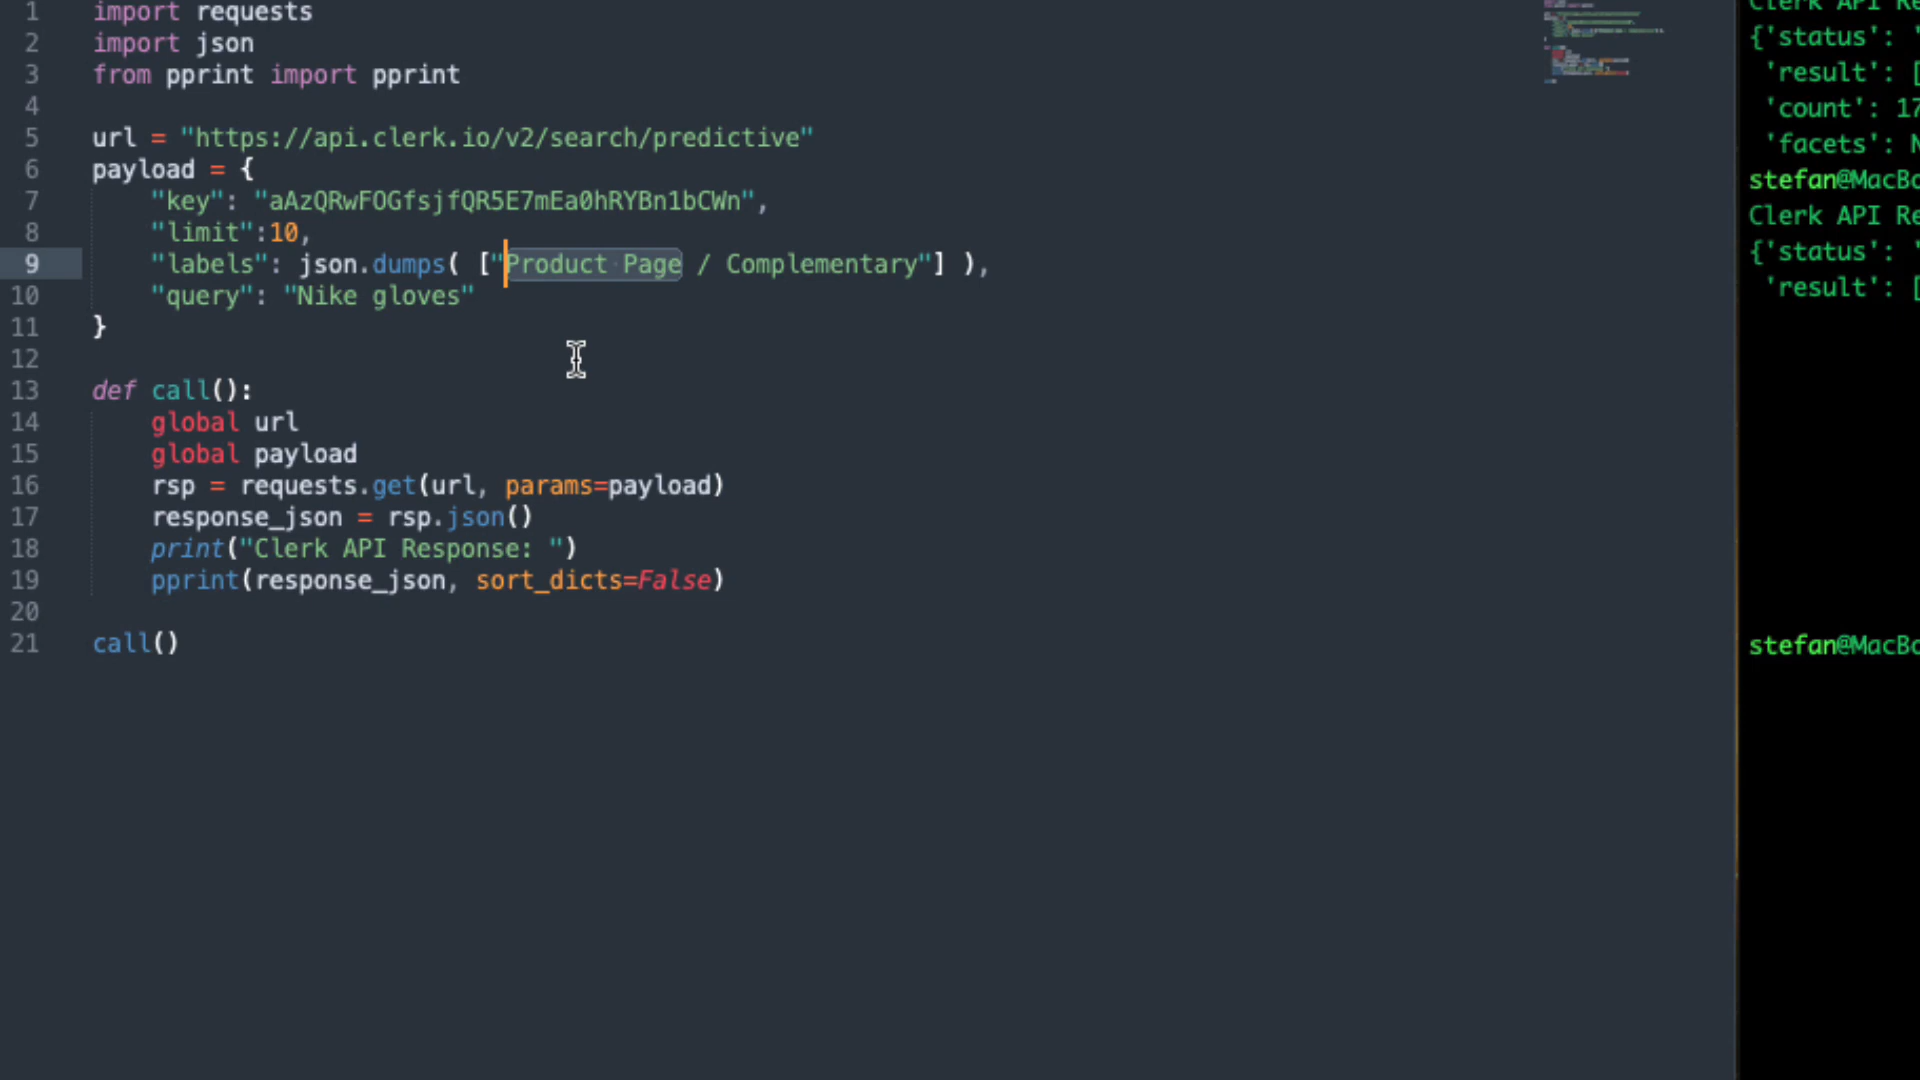 1 import requests
2 import json
3 from pprint import pprint
4
5 url = "https://api.clerk.io/v2/search/predictive"
6 payload = {
7 "key": "aAzQRwFOGfsjfQR5E7mEa0hRYBn1bCWn",
8 "limit":10,
9 "labels": json.dumps( ["Product Page / Complementary"] ),
10 "query": "Nike gloves"
11 }
12
13 def call():
14 global url
15 global payload
16 rsp = requests.get(url, params=payload)
17 response_json = rsp.json()
18 print("Clerk API Response: ")
19 pprint(response_json, sort_dicts=False)
20
21 call()
Clerk API Re
{'status': '
'result': [
'count': 17
'facets': N
stefan@MacBo
Clerk API Re
{'status': '
'result': [
stefan@MacBo